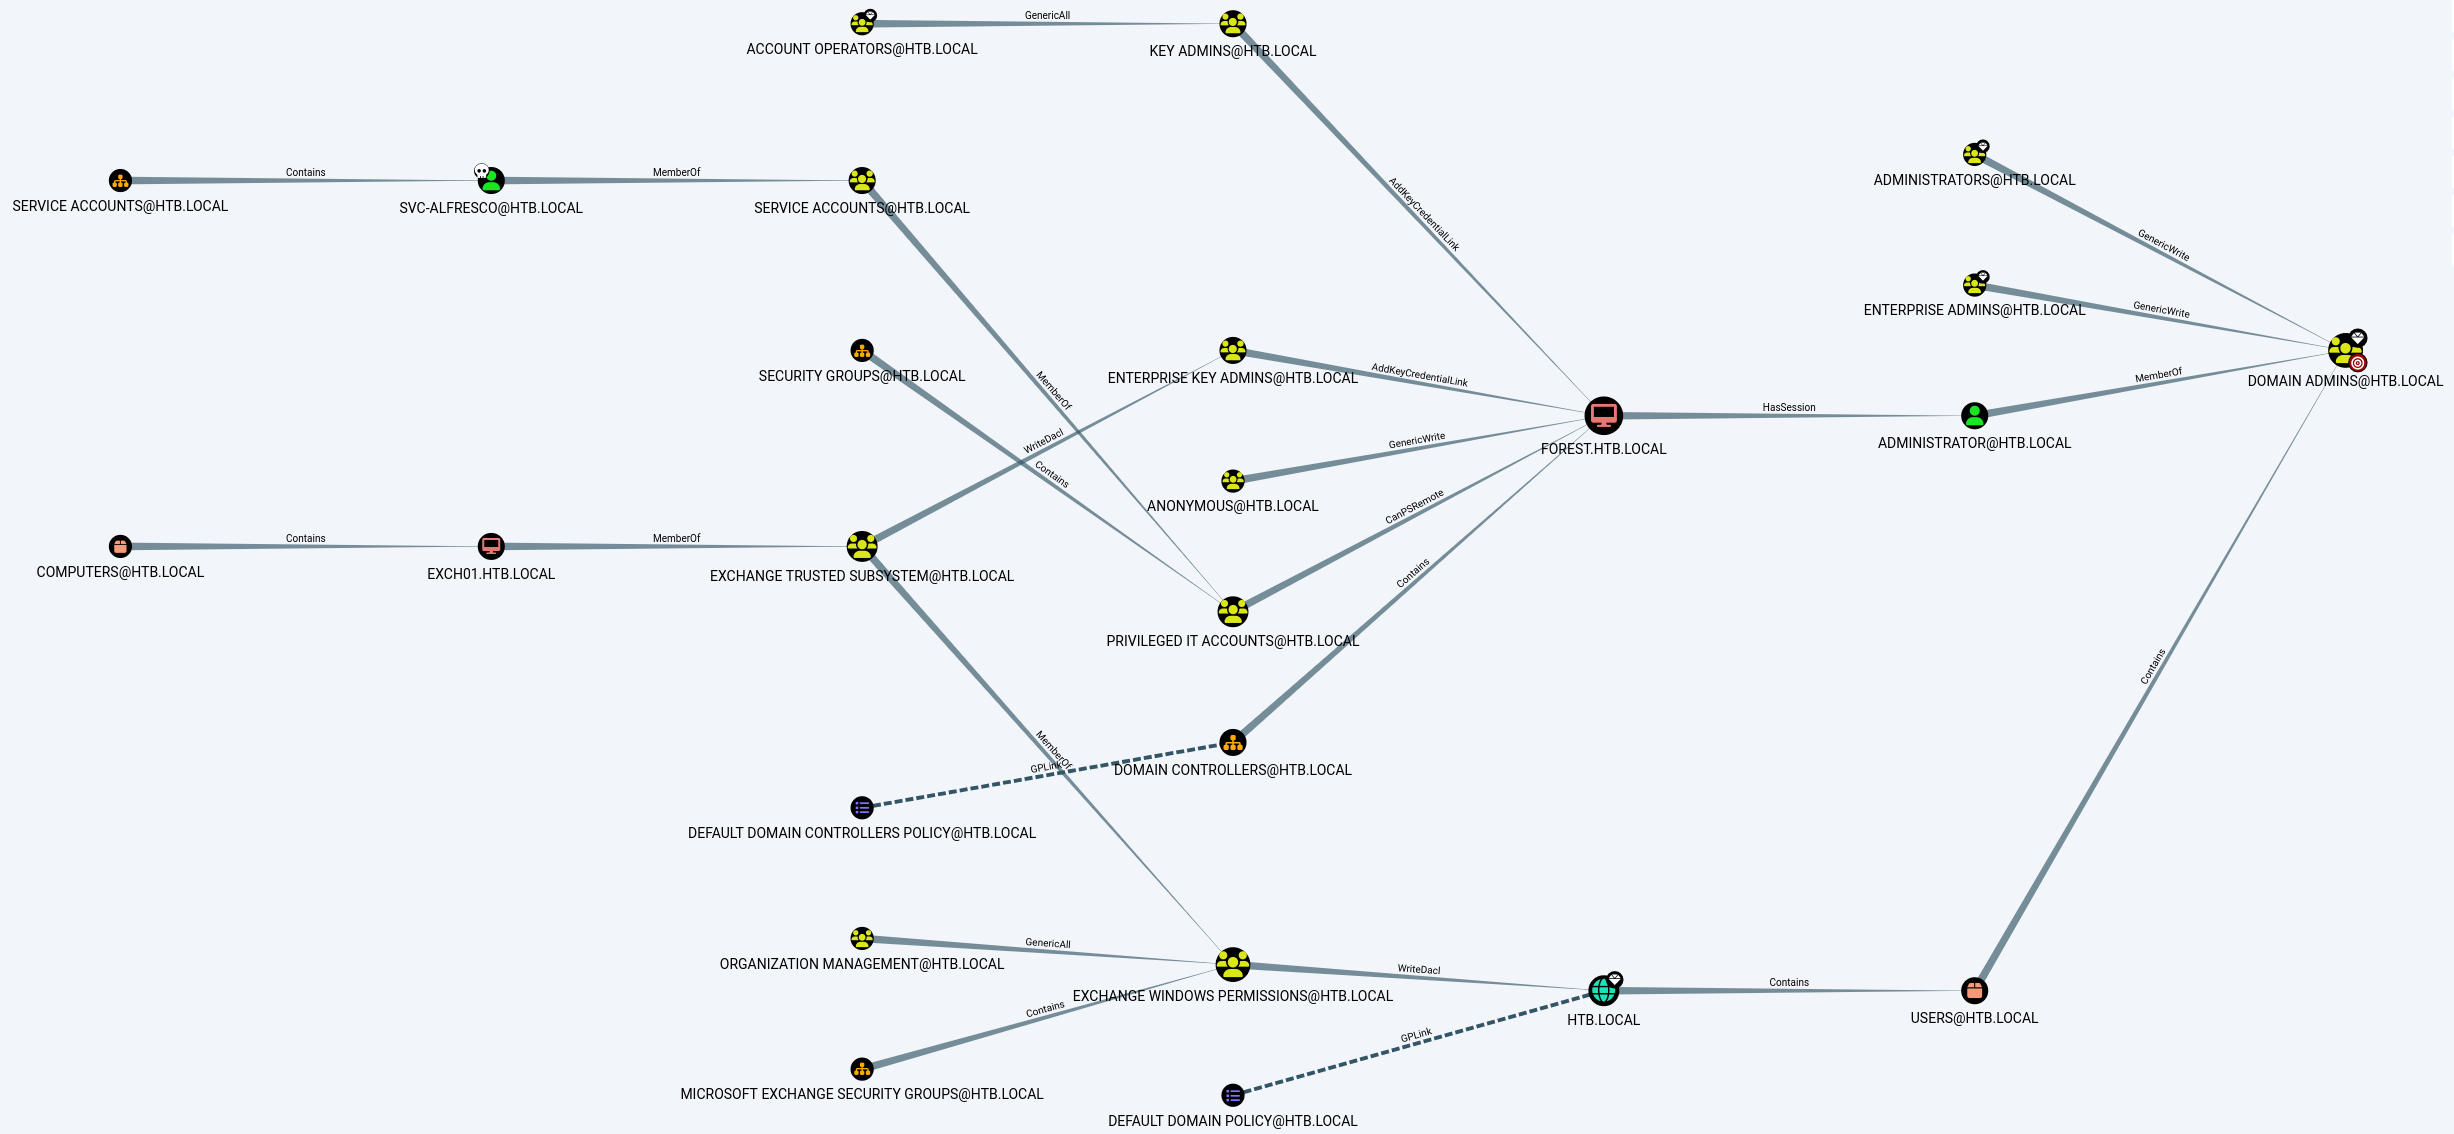 GenericAll
ACCOUNT OPERATORS@HTB.LOCAL
KEY ADMINS@HTB.LOCAL
AddKeyCredentialLink
ADMINISTRATORS@HTB.LOCAL
GenericWrite
Contains
MemberOf
SERVICE ACCOUNTS@HTB.LOCAL
SVC-ALFRESCO@HTB.LOCAL
SERVICE ACCOUNTS@HTB.LOCAL
ENTERPRISE ADMINS@HTB.LOCAL
GenericWrite
SECURITY GROUPS@HTB.LOCAL
MemberOf
ENTERPRISE KEY ADMINS@HTB.LOCAL
AddKeyCredentialLink
MemberOf
DOMAIN ADMINS@HTB.LOCAL
WriteDacl
Contains
GenericWrite
HasSession
FOREST.HTB.LOCAL
ADMINISTRATOR@HTB.LOCAL
ANONYMOUS@HTB.LOCAL
CanPSRemote
Contains
MemberOf
COMPUTERS@HTB.LOCAL
EXCH01.HTB.LOCAL
EXCHANGE TRUSTED SUBSYSTEM@HTB.LOCAL
Contains
PRIVILEGED IT ACCOUNTS@HTB.LOCAL
Contains
MemberOf
GPLink
DOMAIN CONTROLLERS@HTB.LOCAL
DEFAULT DOMAIN CONTROLLERS POLICY@HTB.LOCAL
GenericAll
ORGANIZATION MANAGEMENT@HTB.LOCAL
WriteDacl
Contains
EXCHANGE WINDOWS PERMISSIONS@HTB.LOCAL
Contains
HTB.LOCAL
USERS@HTB.LOCAL
GPLink
MICROSOFT EXCHANGE SECURITY GROUPS@HTB.LOCAL
DEFAULT DOMAIN POLICY@HTB.LOCAL